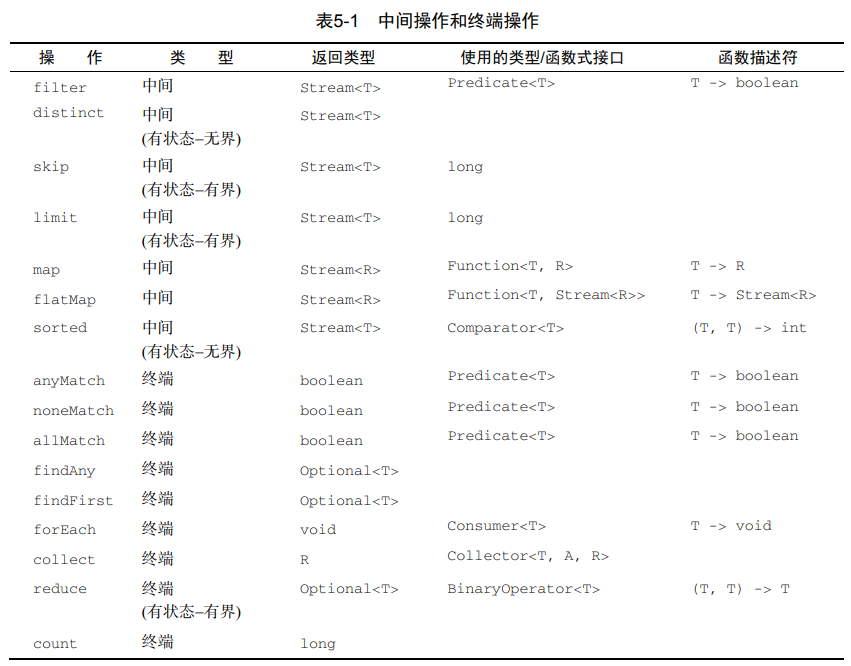 表5-1 中间操作和终端操作
操 作 类 型 返回类型 使用的类型/函数式接口 函数描述符
filter 中间 Stream<T> Predicate<T> T -> boolean
distinct 中间 Stream<T>
(有状态–无界)
skip 中间 Stream<T> long
(有状态–有界)
limit 中间 Stream<T> long
(有状态–有界)
map 中间 Stream<R> Function<T, R> T -> R
flatMap 中间 Stream<R> Function<T, Stream<R>> T -> Stream<R>
sorted 中间 Stream<T> Comparator<T> (T, T) -> int
(有状态–无界)
anyMatch 终端 boolean Predicate<T> T -> boolean
noneMatch 终端 boolean Predicate<T> T -> boolean
allMatch 终端 boolean Predicate<T> T -> boolean
findAny 终端 Optional<T>
findFirst 终端 Optional<T>
forEach 终端 void Consumer<T> T -> void
collect 终端 R Collector<T, A, R>
reduce 终端 Optional<T> BinaryOperator<T> (T, T) -> T
(有状态–有界)
count 终端 long